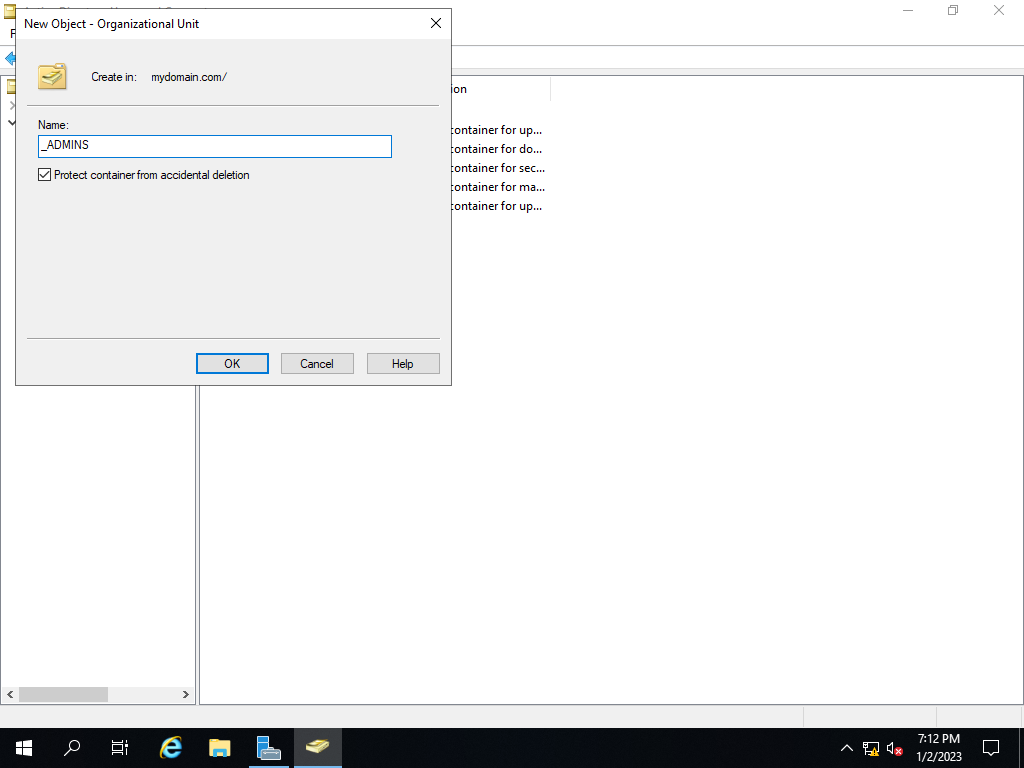 New Object - Organizational Unit
Create in: mydomain.com/
Name:
_ADMINS
Protect container from accidental deletion
OK
Cancel
Help
container for up...
container for do...
container for sec...
container for ma...
container for up...
7:12 PM
1/2/2023